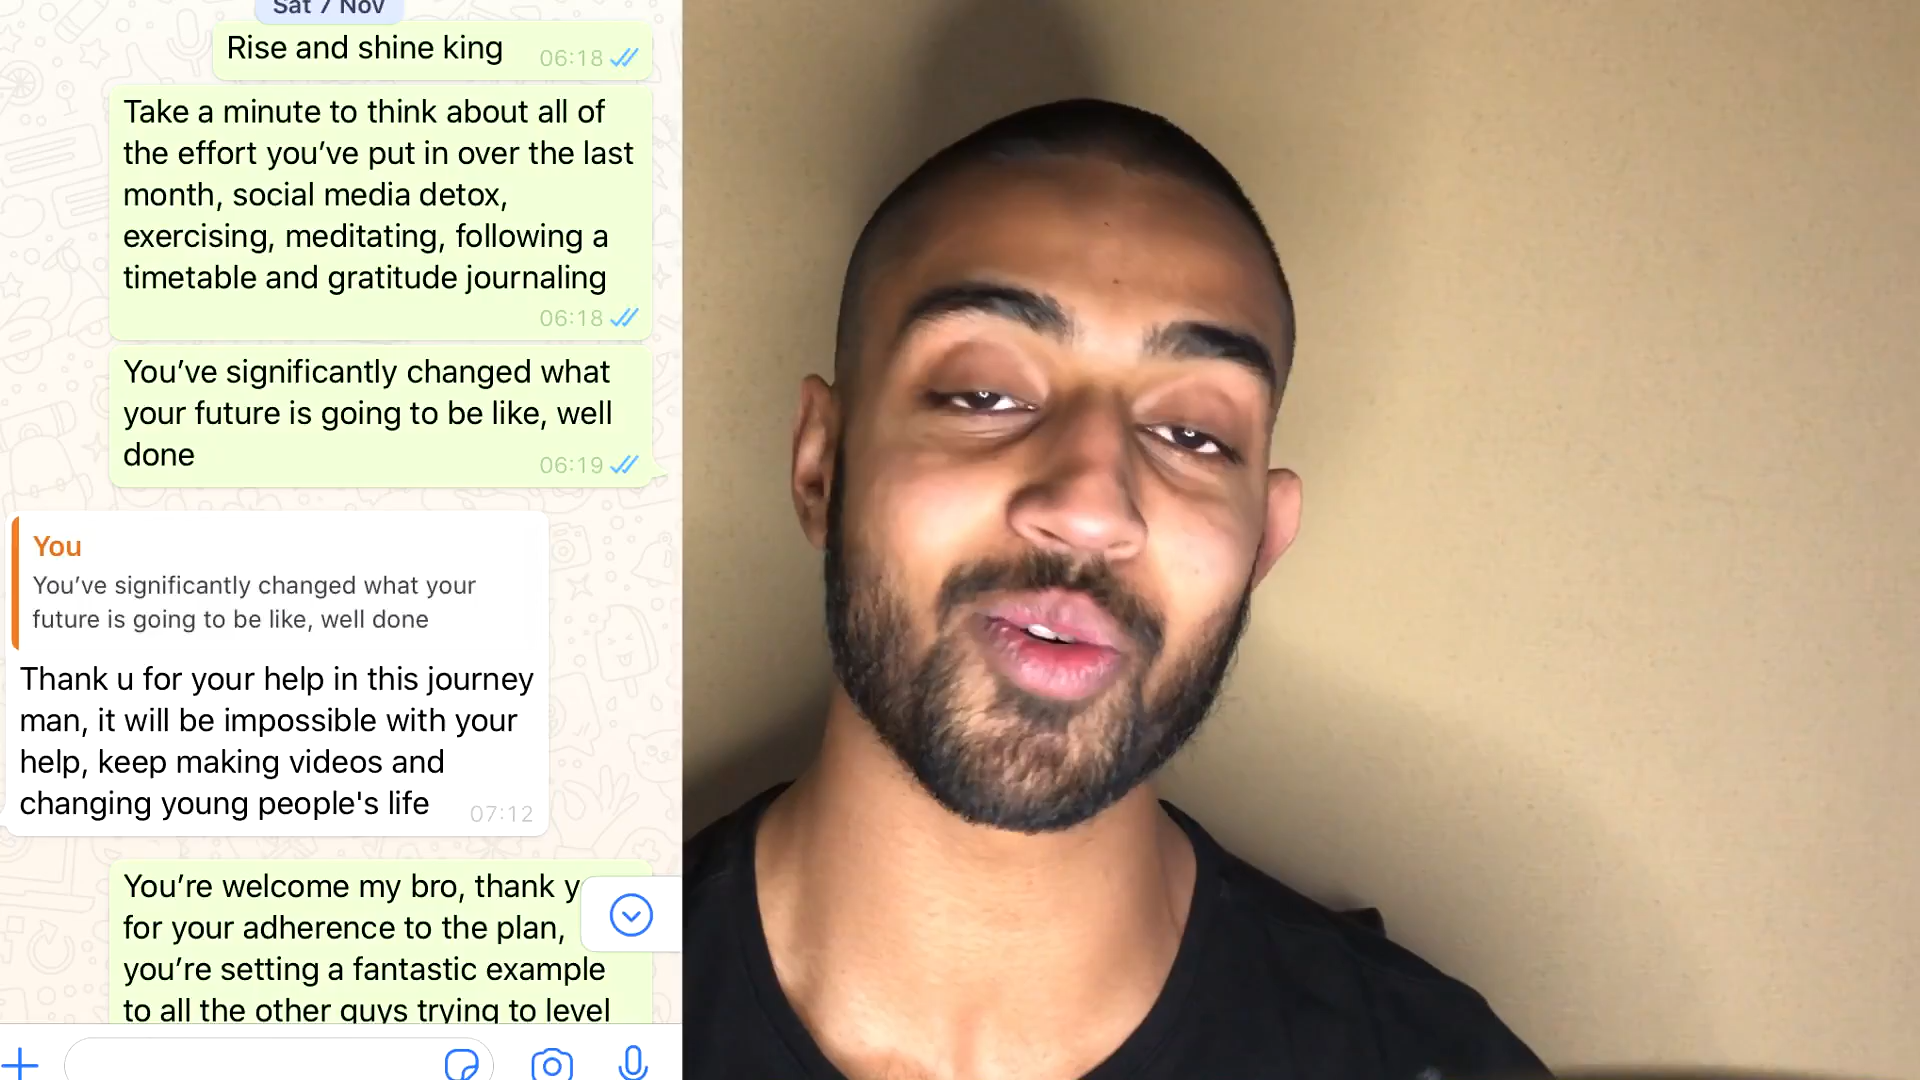 Sat 7 Nov
Rise and shine king 06:18
Take a minute to think about all of
the effort you’ve put in over the last
month, social media detox,
exercising, meditating, following a
timetable and gratitude journaling
06:18
You’ve significantly changed what
your future is going to be like, well
done 06:19
You
You’ve significantly changed what your
future is going to be like, well done
Thank u for your help in this journey
man, it will be impossible with your
help, keep making videos and
changing young people's life 07:12
You’re welcome my bro, thank y
for your adherence to the plan,
you’re setting a fantastic example
to all the other guys trying to level